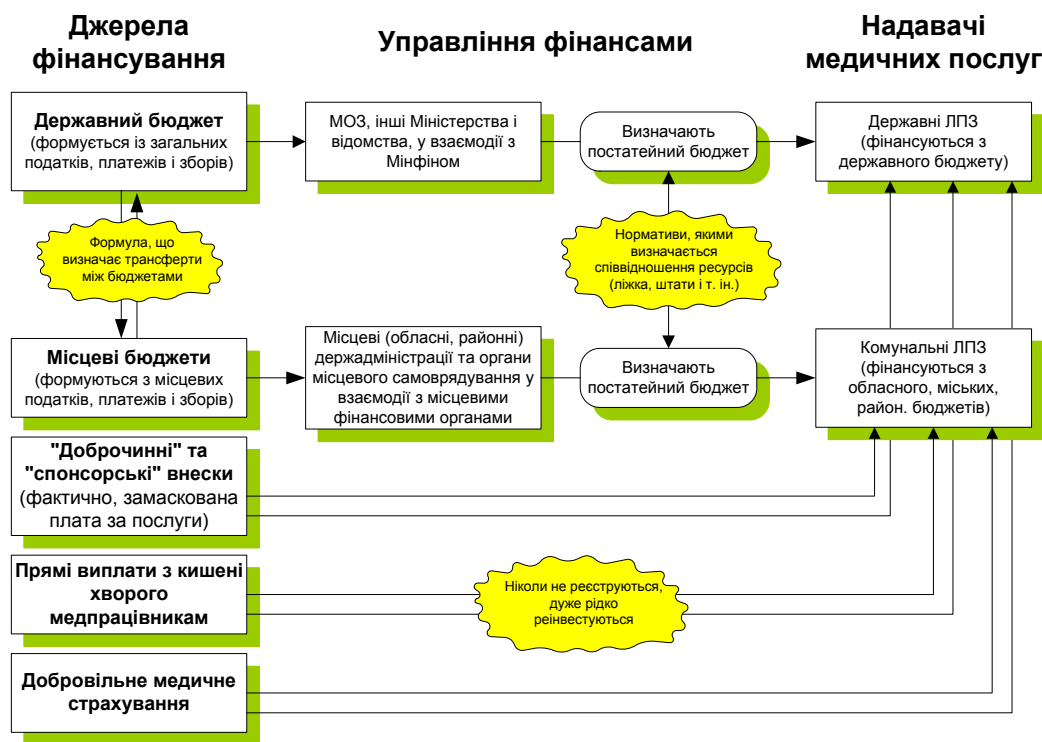 Джерела
фінансування
Управління фінансами
Надавачі
медичних послуг
Державний бюджет
(формується із загальних
податків, платежів і зборів)
МОЗ, інші Міністерства і
відомства, у взаємодії з
Мінфіном
Визначають
постатейний бюджет
Державні ЛПЗ
(фінансуються з
державного бюджету)
Формула, що
визначає трансферти
між бюджетами
Нормативи, якими
визначається
співвідношення ресурсів
(ліжка, штати і т. ін.)
Місцеві бюджети
(формуються з місцевих
податків, платежів і зборів)
Місцеві (обласні, районні)
держадміністрації та органи
місцевого самоврядування у
взаємодії з місцевими
фінансовими органами
Визначають
постатейний бюджет
Комунальні ЛПЗ
(фінансуються з
обласного, міських,
район. бюджетів)
"Доброчинні" та
"спонсорські" внески
(фактично, замаскована
плата за послуги)
Прямі виплати з кишені
хворого
медпрацівникам
Ніколи не реєструються,
дуже рідко
реінвестуються
Добровільне медичне
страхування